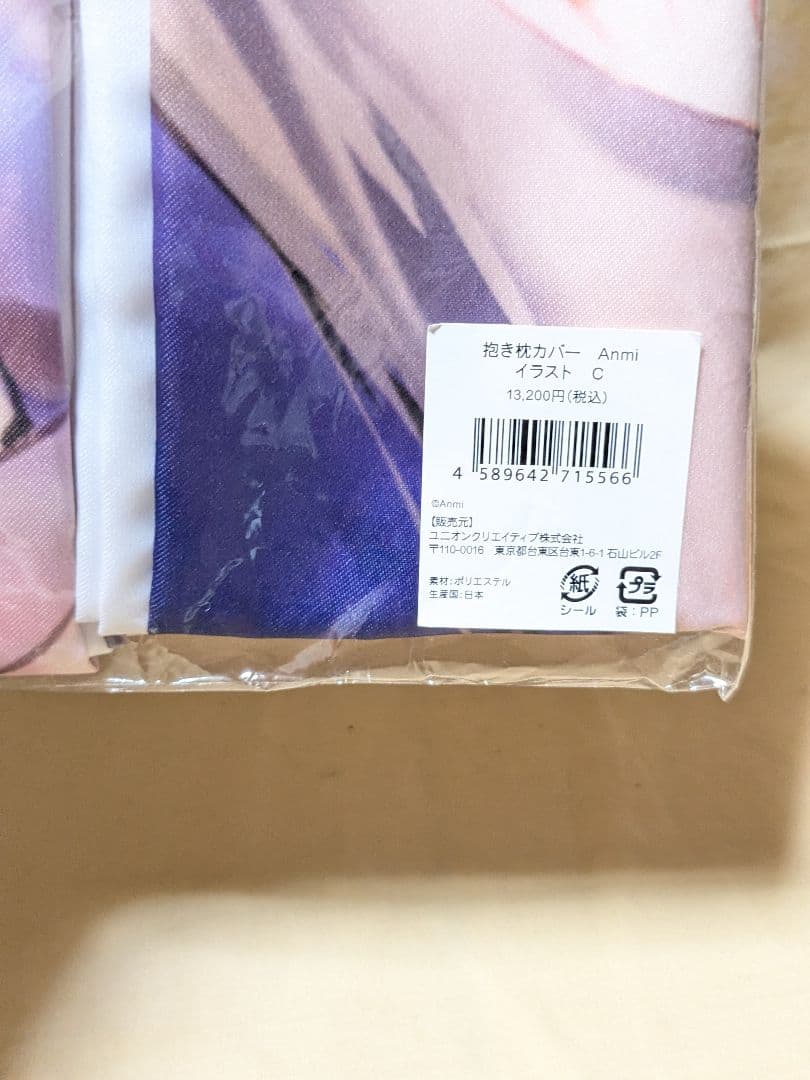 抱き枕カバー Anmi
イラスト C
13,200円(税込)
4 589642 715566
©Anmi
【販売元】
ユニオンクリエイティブ株式会社
〒110-0016 東京都台東区台東1-6-1 石山ビル2F
素材:ポリエステル
生産国:日本
紙
シール
プラ
袋:PP